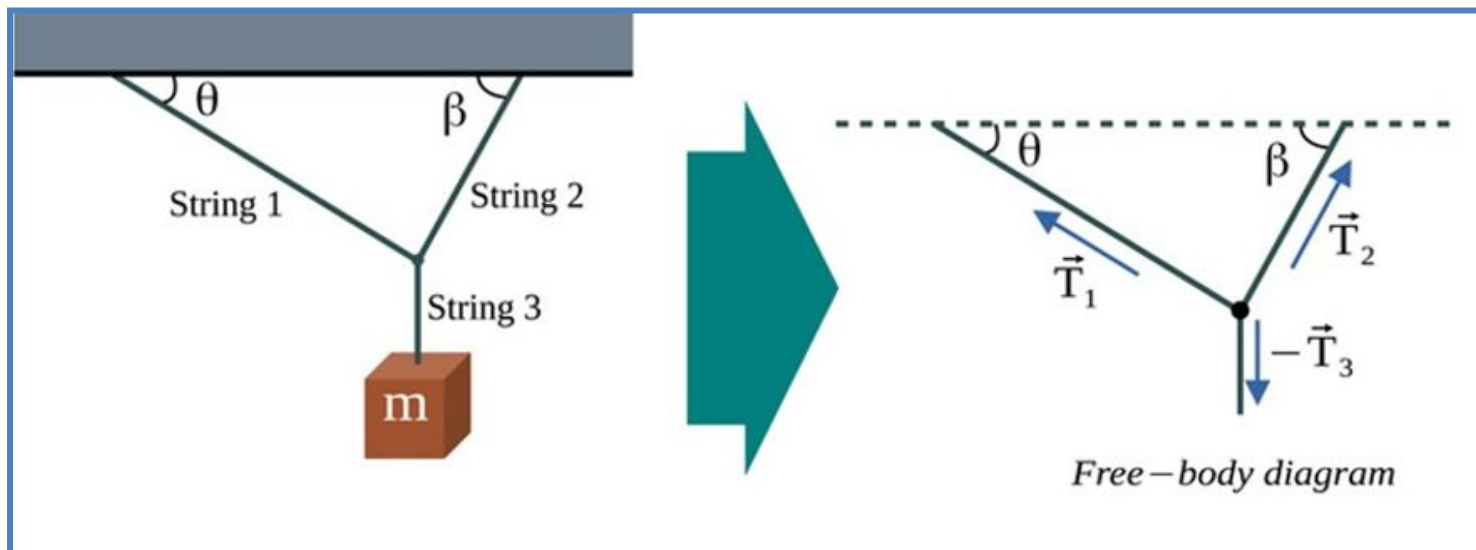 θ
β
String 1
String 2
String 3
m
θ
β
T⃗₁
T⃗₂
−T⃗₃
Free−body diagram